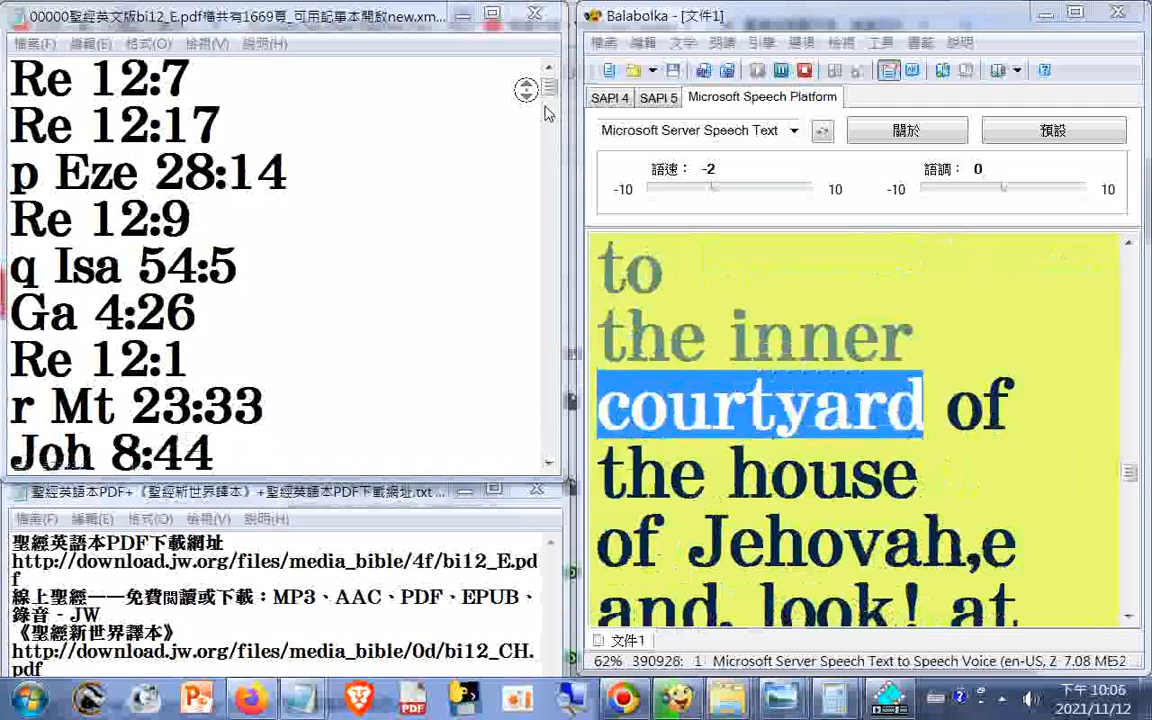 00000聖經英文版bi12_E.pdf檔共有1669頁_可用記事本開啟new.xm...
檔案(F) 編輯(E) 格式(O) 檢視(V) 說明(H)
Re 12:7
Re 12:17
p Eze 28:14
Re 12:9
q Isa 54:5
Ga 4:26
Re 12:1
r Mt 23:33
Joh 8:44
聖經英語本PDF+《聖經新世界譯本》+聖經英語本PDF下載網址.txt ...
檔案(F) 編輯(E) 格式(O) 檢視(V) 說明(H)
聖經英語本PDF下載網址
http://download.jw.org/files/media_bible/4f/bi12_E.pd
f
線上聖經——免費閱讀或下載：MP3、AAC、PDF、EPUB、
錄音 - JW
《聖經新世界譯本》
http://download.jw.org/files/media_bible/0d/bi12_CH.
pdf
Balabolka - [文件1]
檔案 編輯 文字 朗讀 引擎 選項 檢視 工具 書籤 說明
SAPI 4 SAPI 5 Microsoft Speech Platform
Microsoft Server Speech Text 關於 預設
語速： -2 語調： 0
-10 10 -10 10
to
the inner
courtyard of
the house
of Jehovah,e
and, look! at
文件1
62% 390928: 1 Microsoft Server Speech Text to Speech Voice (en-US, Z 7.08 ME52
下午 10:06
2021/11/12